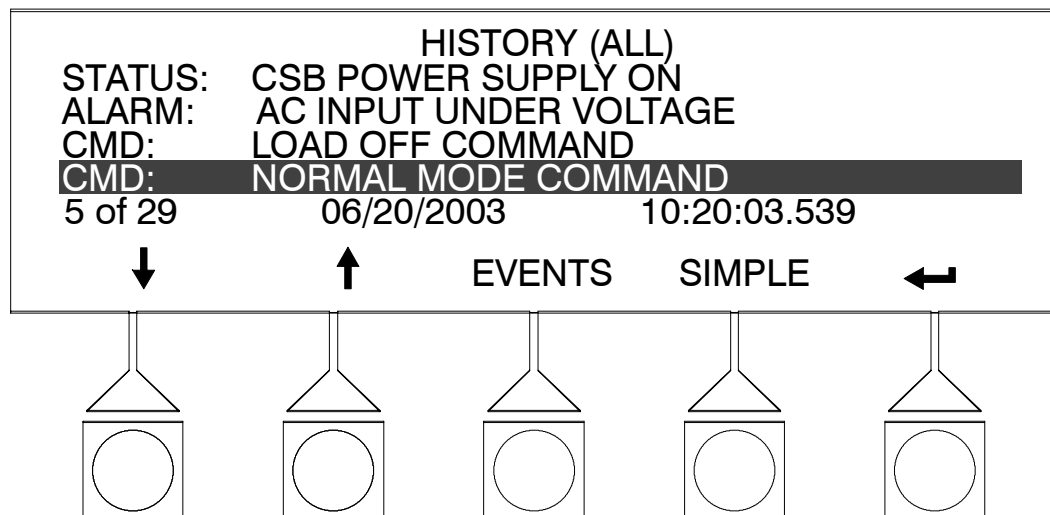 HISTORY (ALL)
STATUS: CSB POWER SUPPLY ON
ALARM: AC INPUT UNDER VOLTAGE
CMD: LOAD OFF COMMAND
CMD: NORMAL MODE COMMAND
5 of 29 06/20/2003 10:20:03.539
EVENTS SIMPLE